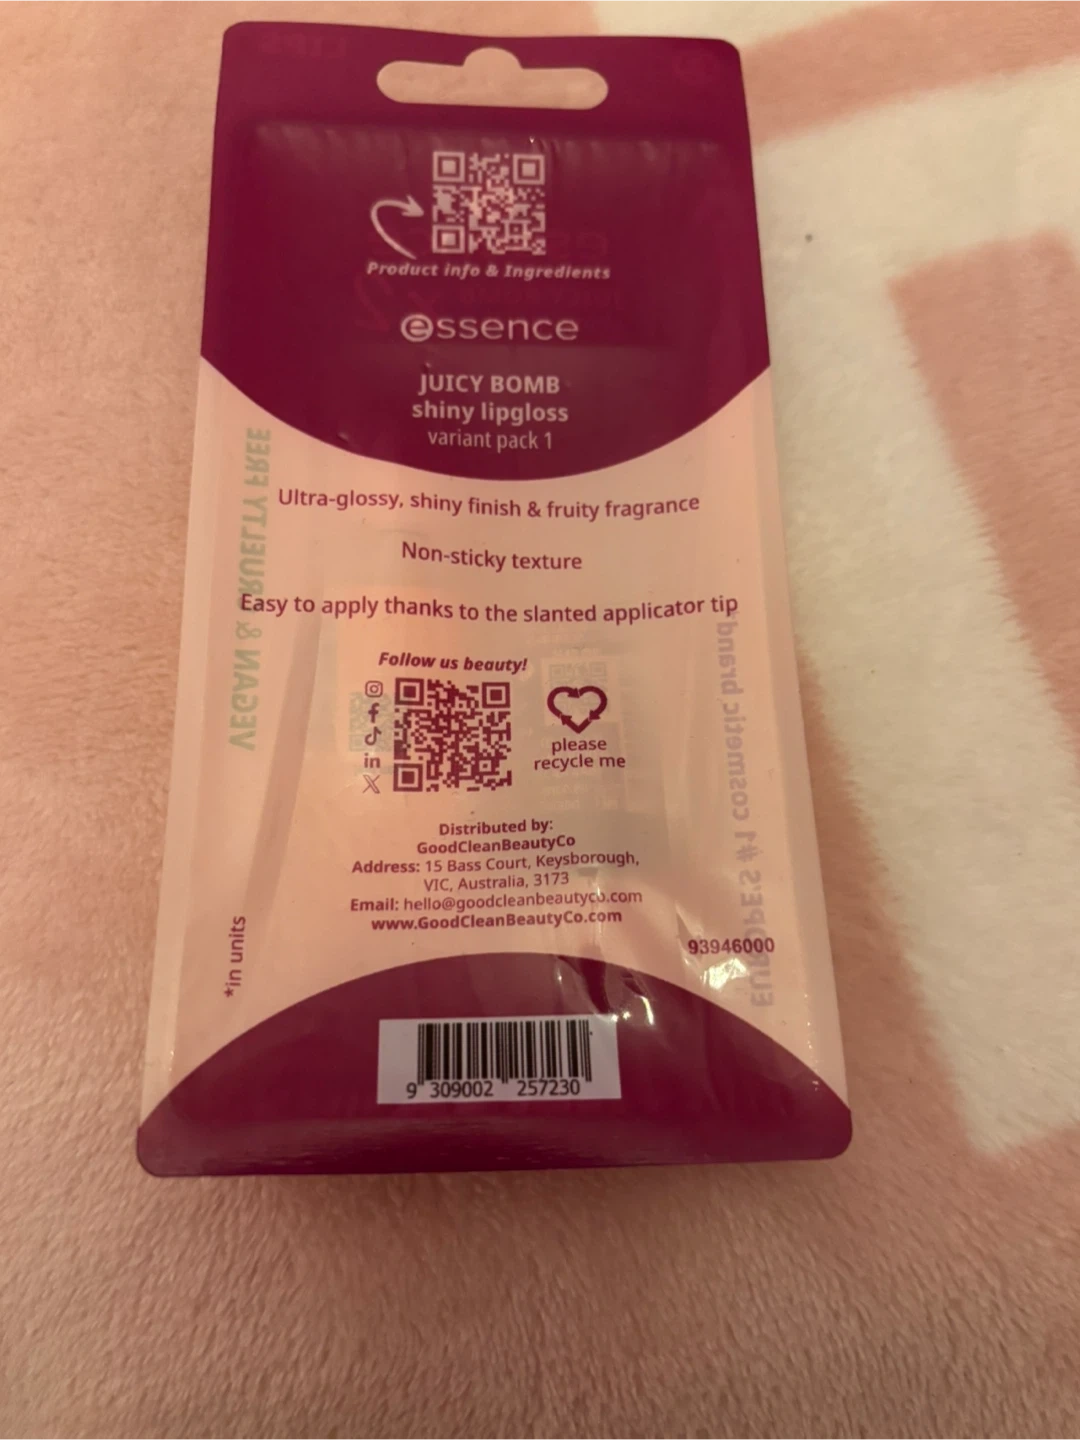 Product info & Ingredients
essence
JUICY BOMB
shiny lipgloss
variant pack 1
Ultra-glossy, shiny finish & fruity fragrance
Non-sticky texture
Easy to apply thanks to the slanted applicator tip
VEGAN & CRUELTY FREE
EUROPE'S #1 cosmetic brand*
Follow us beauty!
please
recycle me
Distributed by:
GoodCleanBeautyCo
Address: 15 Bass Court, Keysborough,
VIC, Australia, 3173
Email: hello@goodcleanbeautyco.com
www.GoodCleanBeautyCo.com
*in units
93946000
9 309002 257230